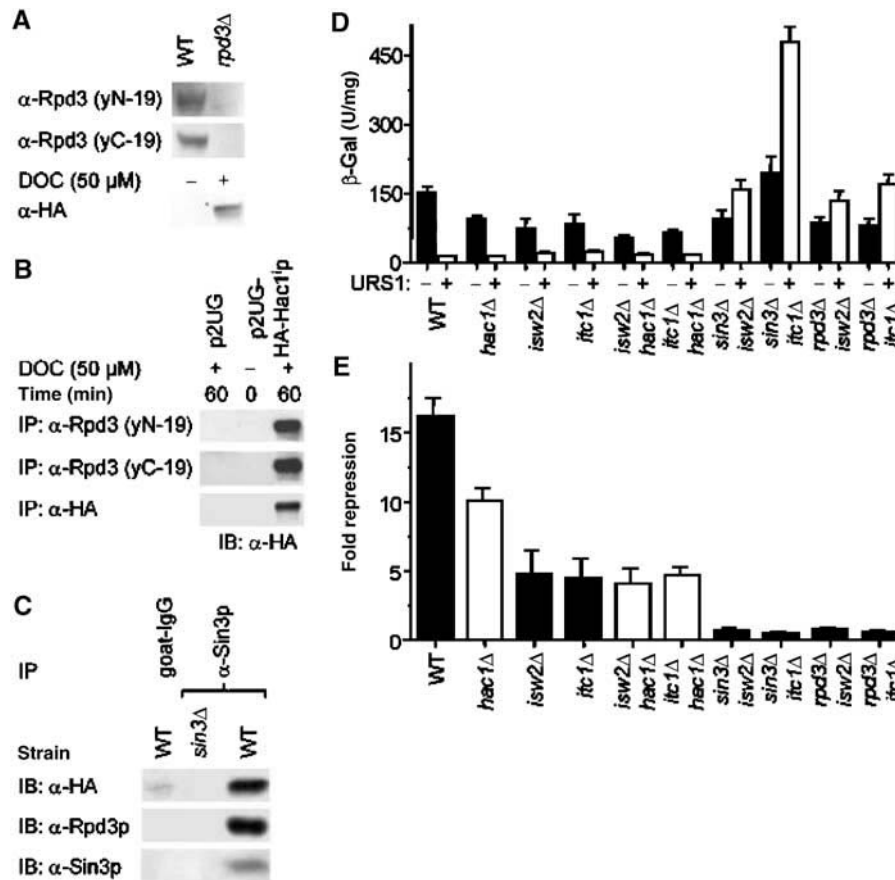 A
WT
rpd3Δ
α-Rpd3 (yN-19)
α-Rpd3 (yC-19)
DOC (50 μM) – +
α-HA
B
p2UG
p2UG-HA-Hac1ⁱp
DOC (50 μM) + – +
Time (min) 60 0 60
IP: α-Rpd3 (yN-19)
IP: α-Rpd3 (yC-19)
IP: α-HA
IB: α-HA
C
IP
goat-IgG
α-Sin3p
Strain
WT
sin3Δ
WT
IB: α-HA
IB: α-Rpd3p
IB: α-Sin3p
D
β-Gal (U/mg)
450
300
150
0
URS1: – + – + – + – + – + – + – + – + – + – +
WT
hac1Δ
isw2Δ
itc1Δ
isw2Δ hac1Δ
itc1Δ hac1Δ
sin3Δ isw2Δ
sin3Δ itc1Δ
rpd3Δ isw2Δ
rpd3Δ itc1Δ
E
Fold repression
15
10
5
0
WT
hac1Δ
isw2Δ
itc1Δ
isw2Δ hac1Δ
itc1Δ hac1Δ
sin3Δ isw2Δ
sin3Δ itc1Δ
rpd3Δ isw2Δ
rpd3Δ itc1Δ